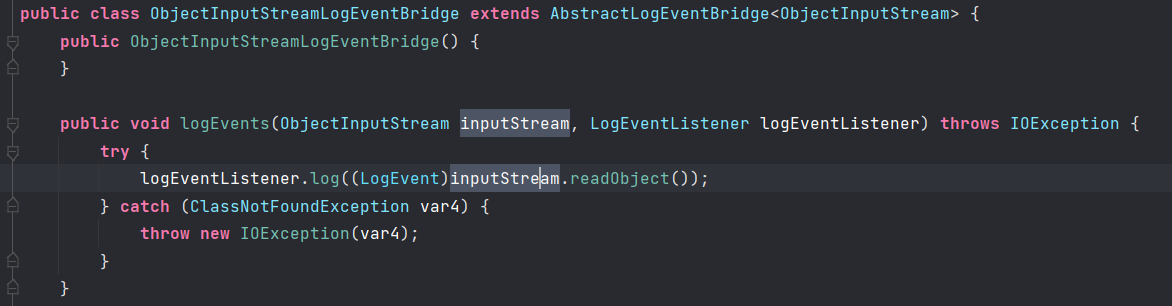 public class ObjectInputStreamLogEventBridge extends AbstractLogEventBridge<ObjectInputStream> {
    public ObjectInputStreamLogEventBridge() {
    }
    public void logEvents(ObjectInputStream inputStream, LogEventListener logEventListener) throws IOException {
        try {
            logEventListener.log((LogEvent)inputStream.readObject());
        } catch (ClassNotFoundException var4) {
            throw new IOException(var4);
        }
    }